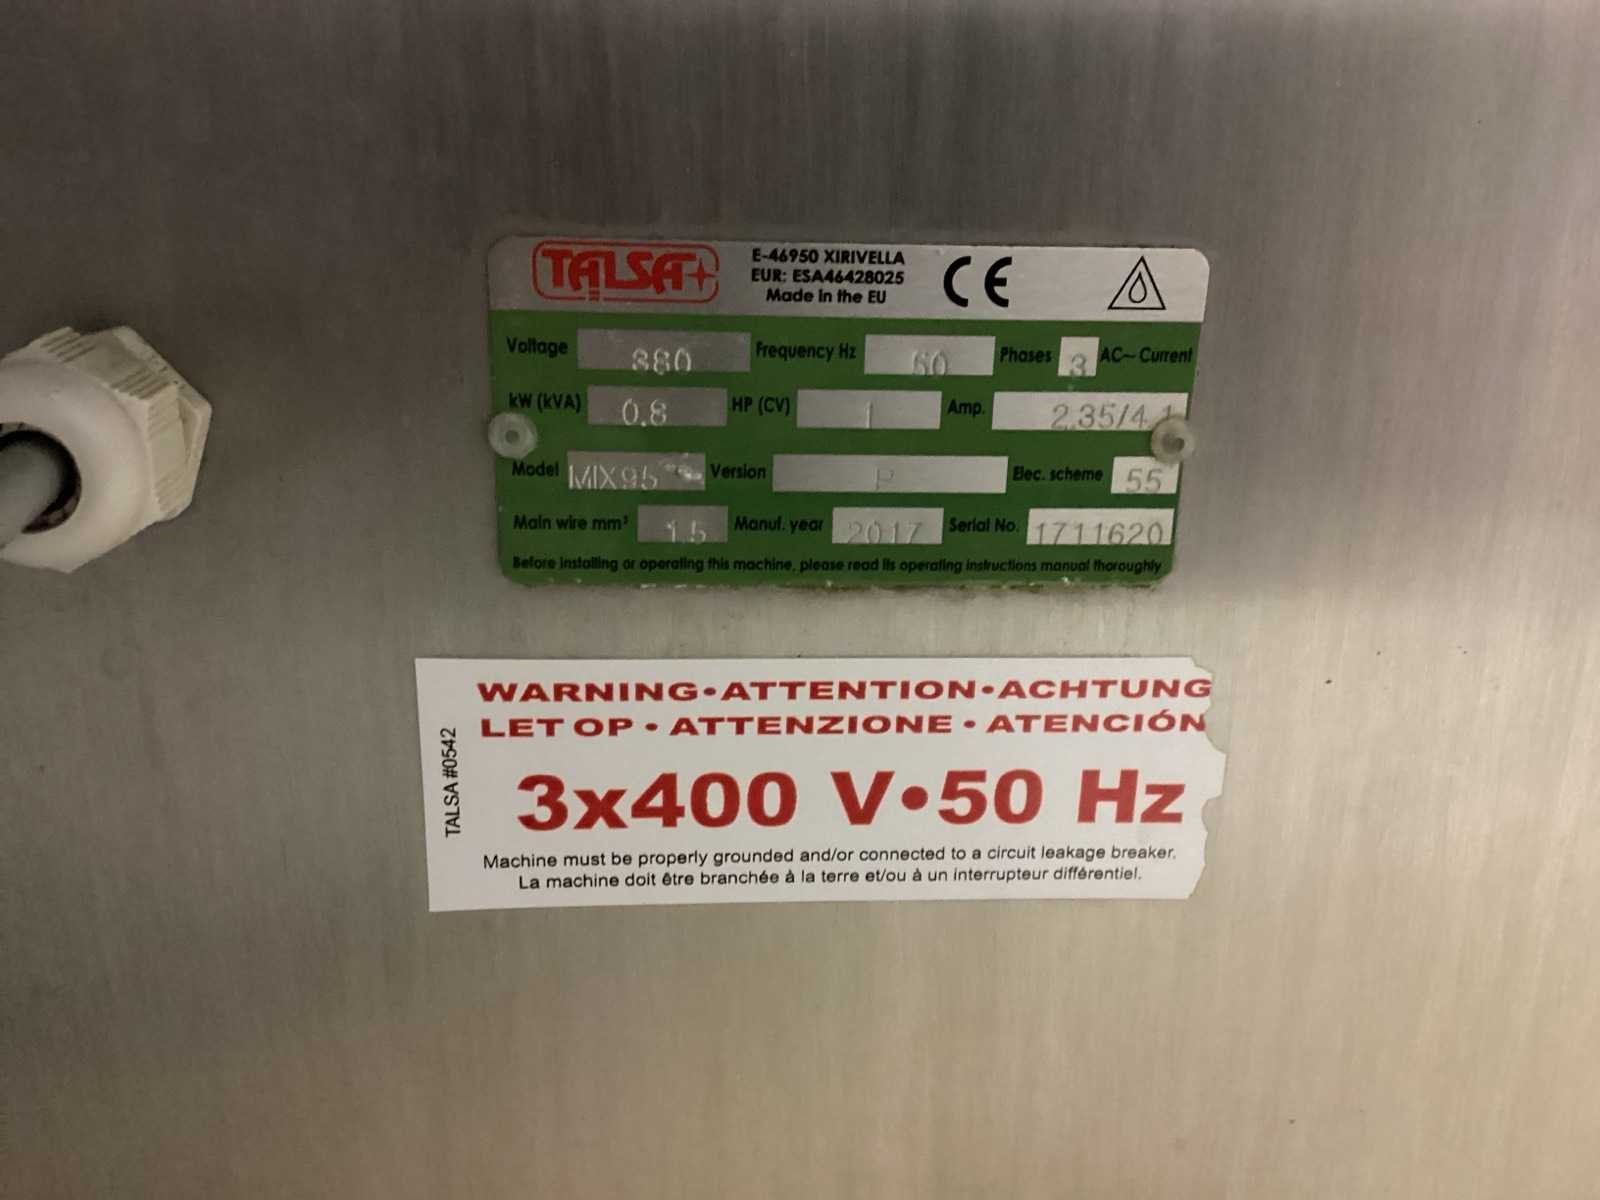 TALSA
E-46950 XIRIVELLA
EUR: ESA46428025
Made in the EU
CE
Voltage 380 Frequency Hz 50 Phases 3 AC~ Current
kW (kVA) 0.8 HP (CV) 1 Amp. 2.35/4.1
Model MIX95 Version P Elec. scheme 55
Main wire mm² 1.5 Manuf. year 2017 Serial No. 1711620
Before installing or operating this machine, please read its operating instructions manual thoroughly
TALSA #0542
WARNING•ATTENTION•ACHTUNG
LET OP • ATTENZIONE • ATENCIÓN
3x400 V•50 Hz
Machine must be properly grounded and/or connected to a circuit leakage breaker.
La machine doit être branchée à la terre et/ou à un interrupteur différentiel.